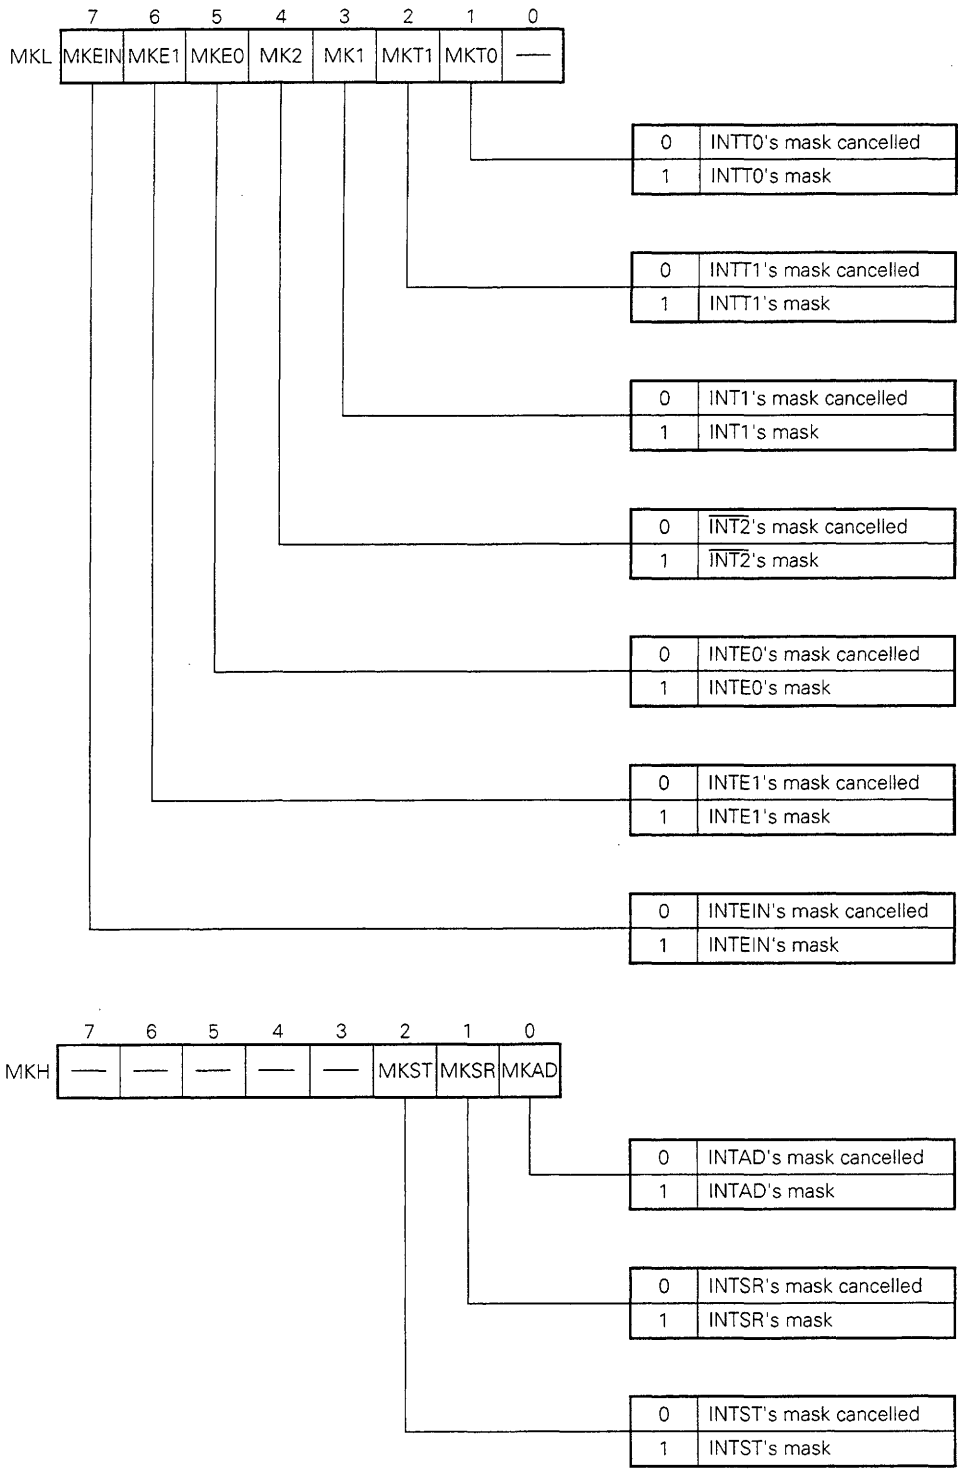 7 6 5 4 3 2 1 0
MKL MKEIN MKE1 MKE0 MK2 MK1 MKT1 MKT0 —
0 INTT0's mask cancelled
1 INTT0's mask
0 INTT1's mask cancelled
1 INTT1's mask
0 INT1's mask cancelled
1 INT1's mask
0 I̅N̅T̅2̅'s mask cancelled
1 I̅N̅T̅2̅'s mask
0 INTE0's mask cancelled
1 INTE0's mask
0 INTE1's mask cancelled
1 INTE1's mask
0 INTEIN's mask cancelled
1 INTEIN's mask
7 6 5 4 3 2 1 0
MKH — — — — — MKST MKSR MKAD
0 INTAD's mask cancelled
1 INTAD's mask
0 INTSR's mask cancelled
1 INTSR's mask
0 INTST's mask cancelled
1 INTST's mask